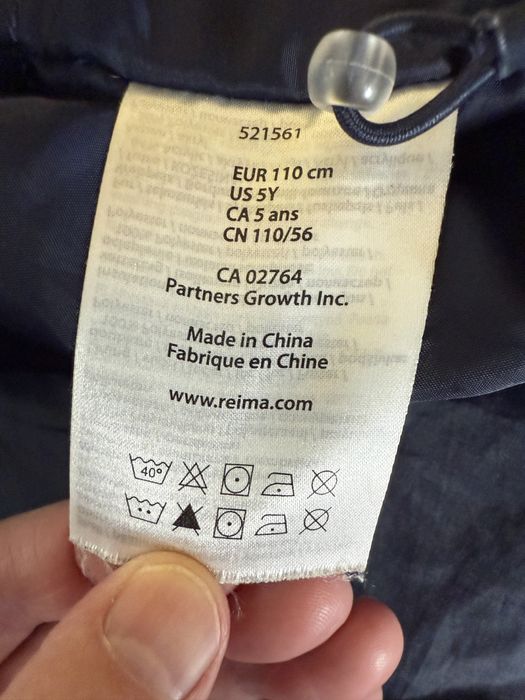 521561
EUR 110 cm
US 5Y
CA 5 ans
CN 110/56
CA 02764
Partners Growth Inc.
Made in China
Fabrique en Chine
www.reima.com
40°